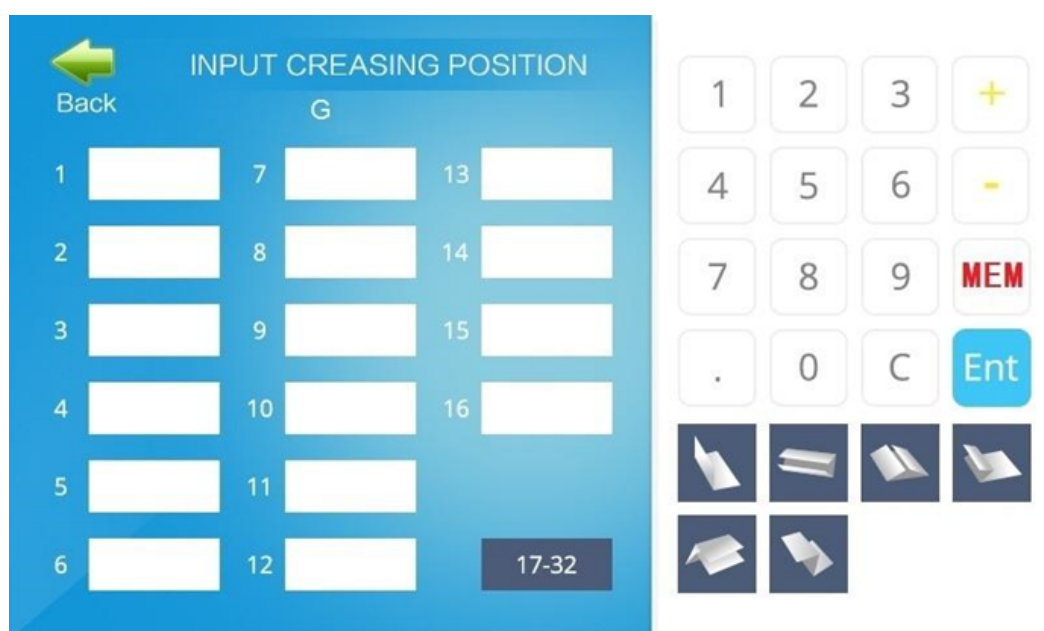 INPUT CREASING POSITION
Back
G
1 7 13
2 8 14
3 9 15
4 10 16
5 11
6 12 17-32
1 2 3 +
4 5 6 -
7 8 9 MEM
. 0 C Ent